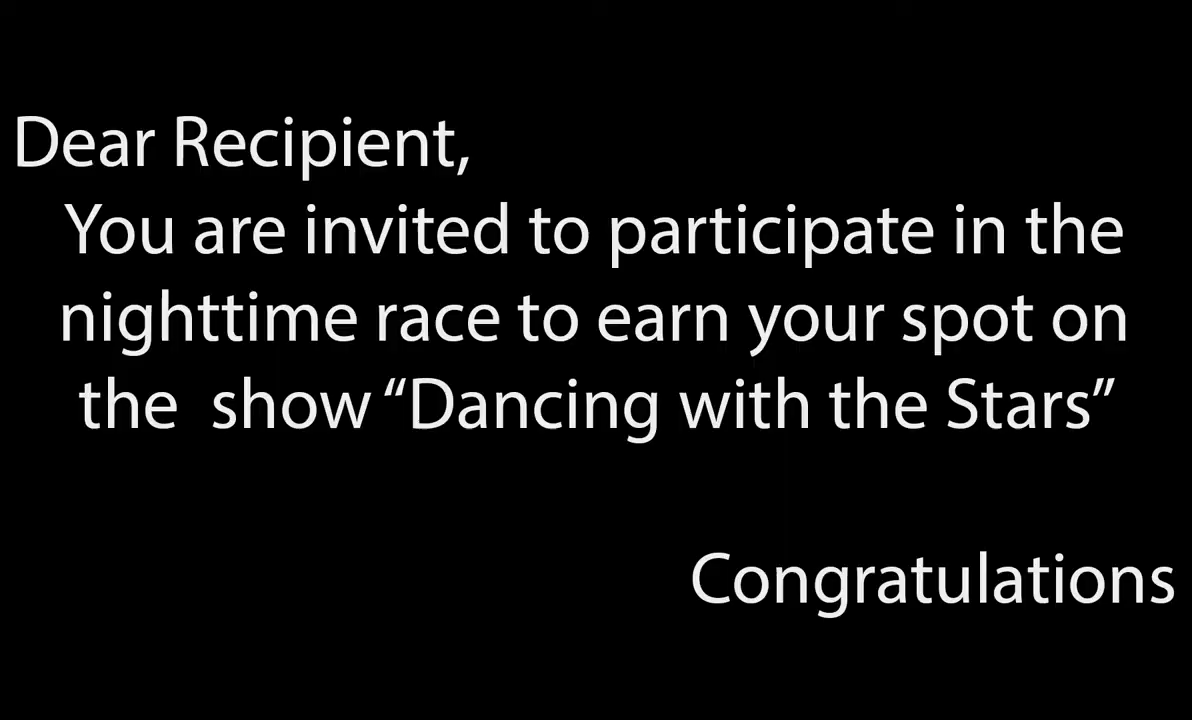 Dear Recipient,
You are invited to participate in the
nighttime race to earn your spot on
the  show “Dancing with the Stars”
Congratulations